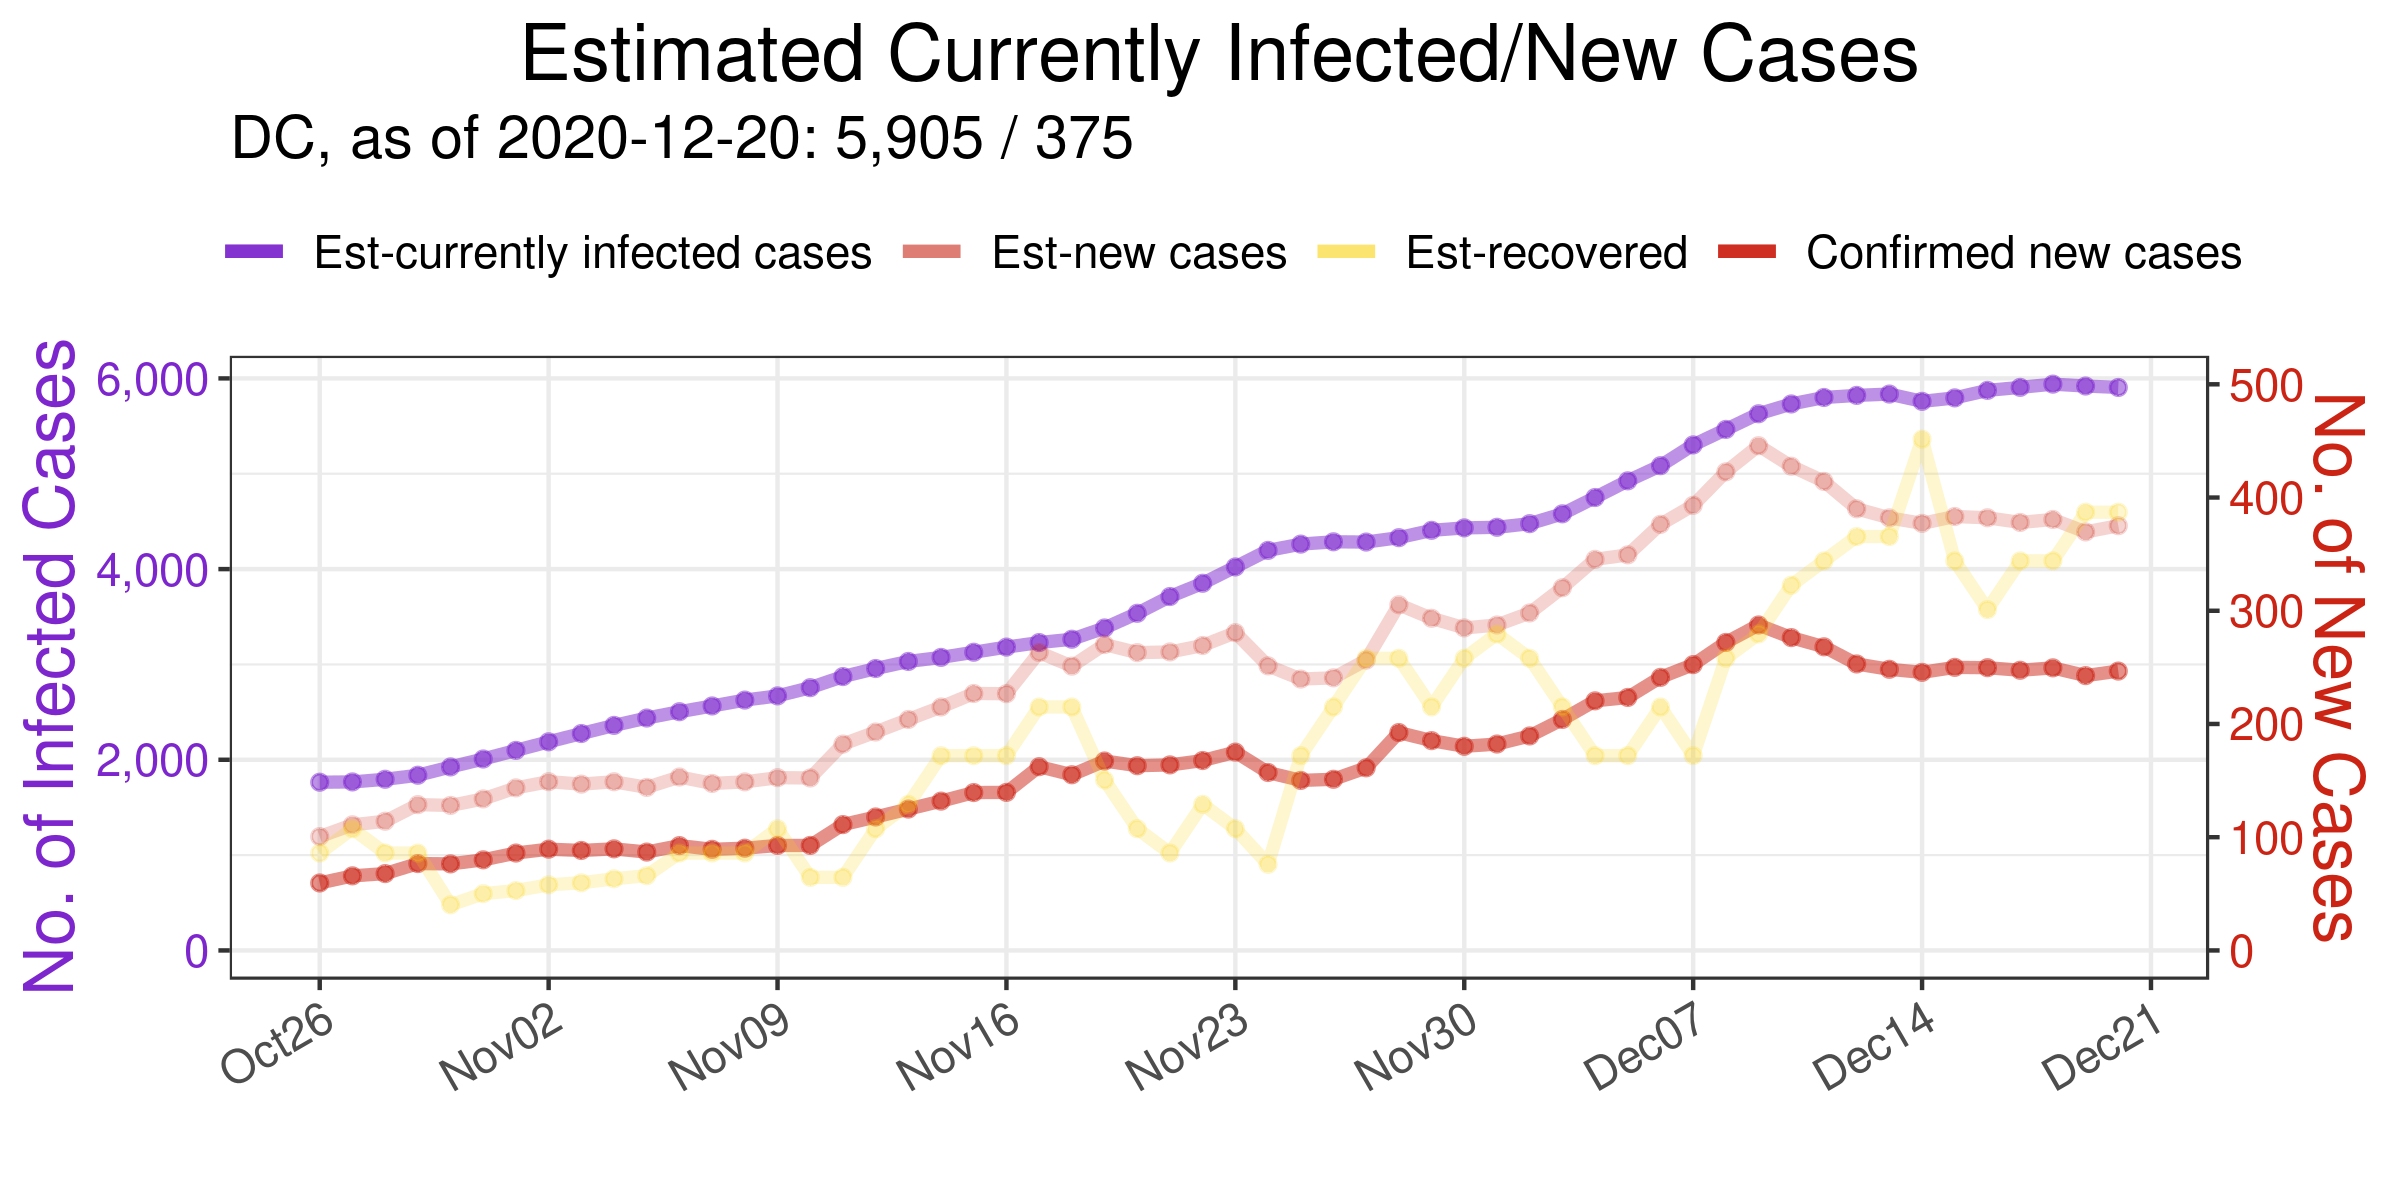 Estimated Currently Infected/New Cases
DC, as of 2020-12-20: 5,905 / 375
Est-currently infected cases Est-new cases Est-recovered Confirmed new cases
No. of Infected Cases
6,000
4,000
2,000
0
500
400
300
200
100
0
No. of New Cases
Oct26 Nov02 Nov09 Nov16 Nov23 Nov30 Dec07 Dec14 Dec21